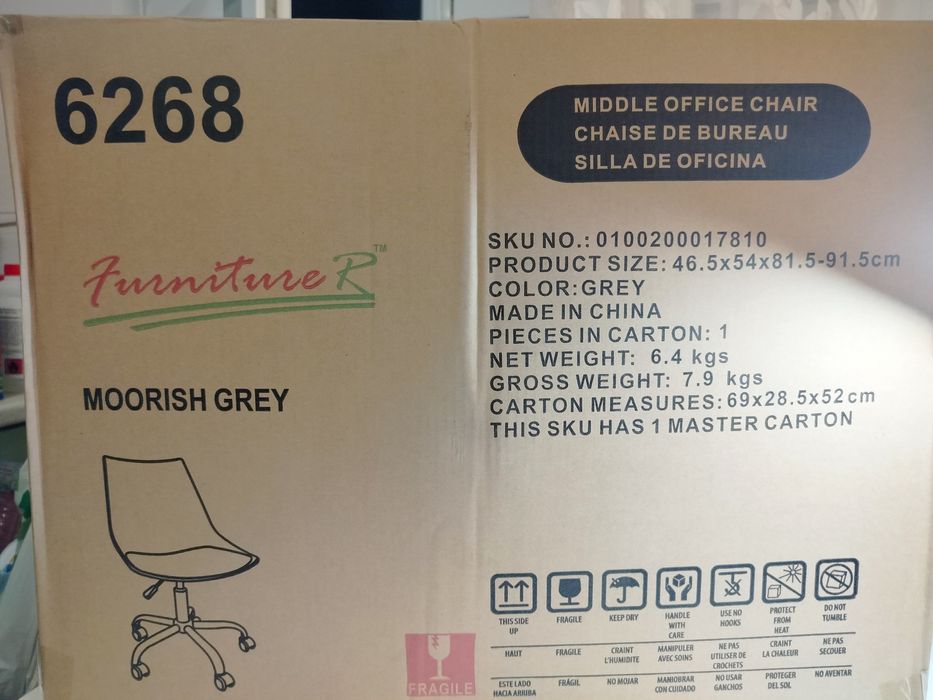 6268
FurnitureR™
MOORISH GREY
MIDDLE OFFICE CHAIR
CHAISE DE BUREAU
SILLA DE OFICINA
SKU NO.: 0100200017810
PRODUCT SIZE: 46.5x54x81.5-91.5cm
COLOR:GREY
MADE IN CHINA
PIECES IN CARTON: 1
NET WEIGHT: 6.4 kgs
GROSS WEIGHT: 7.9 kgs
CARTON MEASURES:69x28.5x52cm
THIS SKU HAS 1 MASTER CARTON
THIS SIDE
UP
FRAGILE
KEEP DRY
HANDLE
WITH
CARE
USE NO
HOOKS
PROTECT
FROM
HEAT
DO NOT
TUMBLE
HAUT
FRAGILE
CRAINT
L'HUMIDITE
MANIPULER
AVEC SOINS
NE PAS
UTILISER DE
CROCHETS
CRAINT
LA CHALEUR
NE PAS
SECOUER
ESTE LADO
HACIA ARRIBA
FRÁGIL
NO MOJAR
MANIOBRAR
CON CUIDADO
NO USAR
GANCHOS
PROTEGER
DEL SOL
NO AVENTAR
FRAGILE